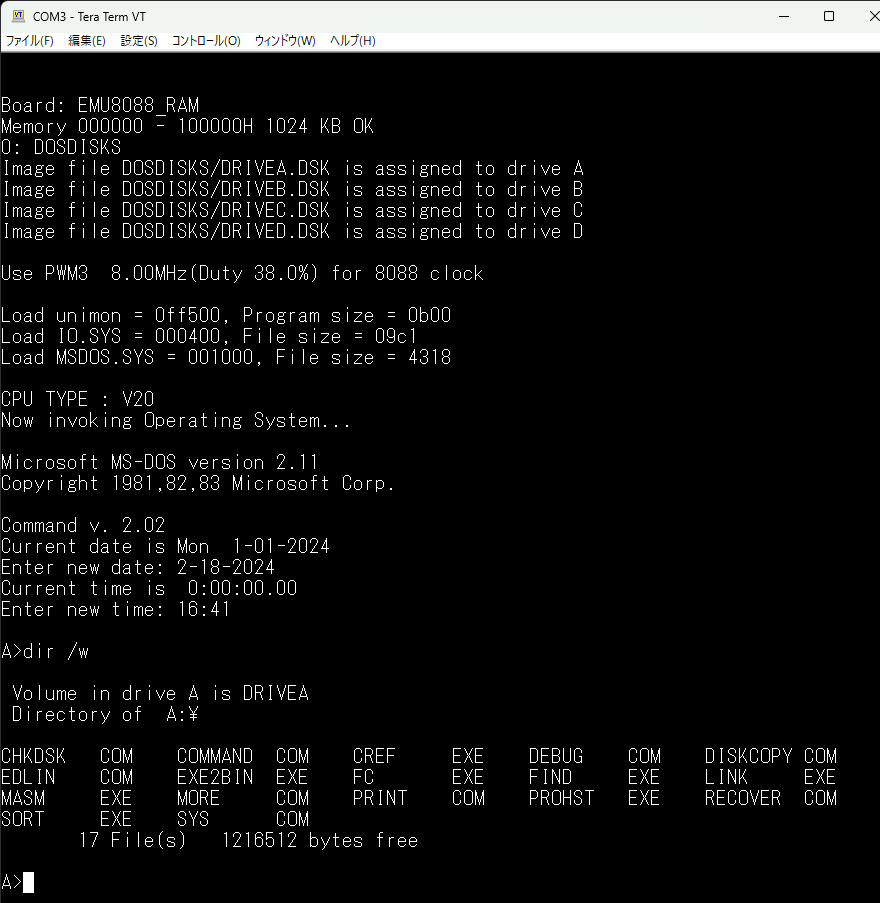 COM3 - Tera Term VT
ファイル(F) 編集(E) 設定(S) コントロール(O) ウィンドウ(W) ヘルプ(H)
Board: EMU8088_RAM
Memory 000000 - 100000H 1024 KB OK
0: DOSDISKS
Image file DOSDISKS/DRIVEA.DSK is assigned to drive A
Image file DOSDISKS/DRIVEB.DSK is assigned to drive B
Image file DOSDISKS/DRIVEC.DSK is assigned to drive C
Image file DOSDISKS/DRIVED.DSK is assigned to drive D
Use PWM3  8.00MHz(Duty 38.0%) for 8088 clock
Load unimon = 0ff500, Program size = 0b00
Load IO.SYS = 000400, File size = 09c1
Load MSDOS.SYS = 001000, File size = 4318
CPU TYPE : V20
Now invoking Operating System...
Microsoft MS-DOS version 2.11
Copyright 1981,82,83 Microsoft Corp.
Command v. 2.02
Current date is Mon  1-01-2024
Enter new date: 2-18-2024
Current time is  0:00:00.00
Enter new time: 16:41
A>dir /w
Volume in drive A is DRIVEA
Directory of  A:¥
CHKDSK   COM    COMMAND  COM    CREF     EXE    DEBUG    COM    DISKCOPY COM
EDLIN    COM    EXE2BIN  EXE    FC       EXE    FIND     EXE    LINK     EXE
MASM     EXE    MORE     COM    PRINT    COM    PROHST   EXE    RECOVER  COM
SORT     EXE    SYS      COM
17 File(s)   1216512 bytes free
A>